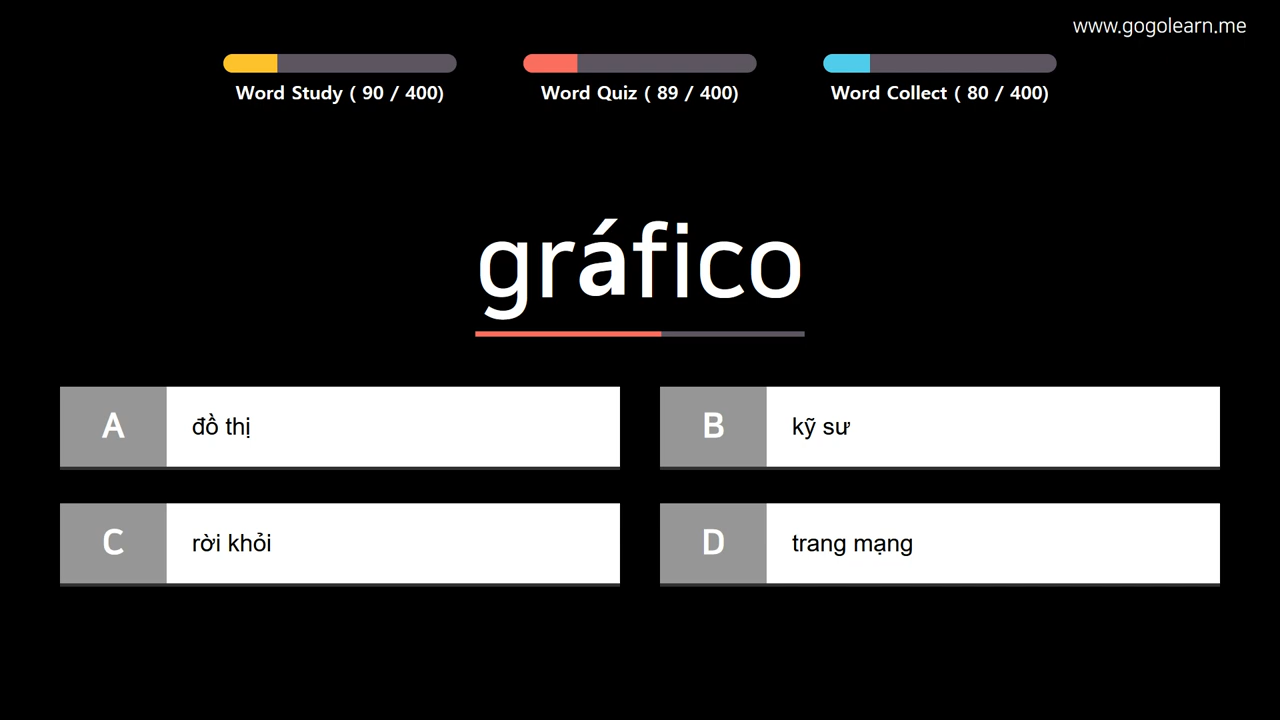 www.gogolearn.me
Word Study ( 90 / 400)
Word Quiz ( 89 / 400)
Word Collect ( 80 / 400)
gráfico
A đồ thị
B kỹ sư
C rời khỏi
D trang mạng